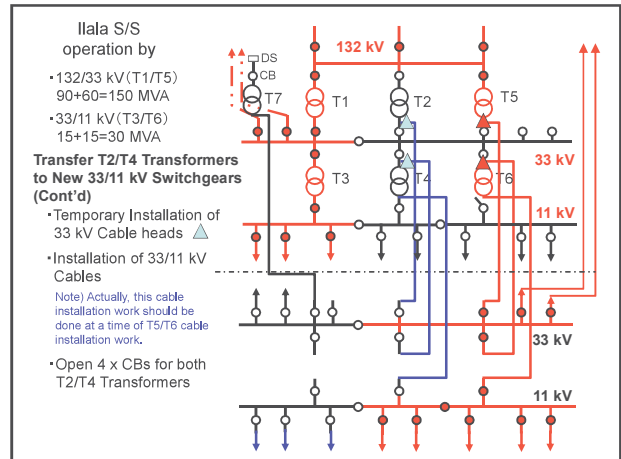 Ilala S/S
operation by
・132/33 kV(T1/T5)
90+60=150 MVA
・33/11 kV(T3/T6)
15+15=30 MVA
Transfer T2/T4 Transformers
to New 33/11 kV Switchgears
(Cont'd)
・Temporary Installation of
33 kV Cable heads
・Installation of 33/11 kV
Cables
Note) Actually, this cable
installation work should be
done at a time of T5/T6 cable
installation work.
・Open 4 x CBs for both
T2/T4 Transformers
132 kV
DS
CB
T7
T1
T2
T5
33 kV
T3
T4
T6
11 kV
33 kV
11 kV